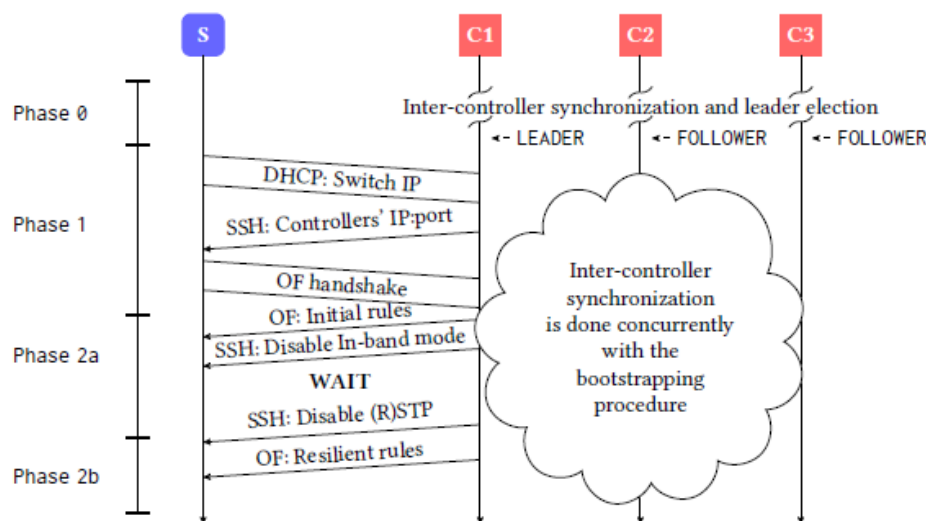 S
C1
C2
C3
Phase 0
Inter-controller synchronization and leader election
<- LEADER
<- FOLLOWER
<- FOLLOWER
Phase 1
DHCP: Switch IP
SSH: Controllers' IP:port
OF handshake
OF: Initial rules
Phase 2a
SSH: Disable In-band mode
WAIT
SSH: Disable (R)STP
Phase 2b
OF: Resilient rules
Inter-controller
synchronization
is done concurrently
with the
bootstrapping
procedure